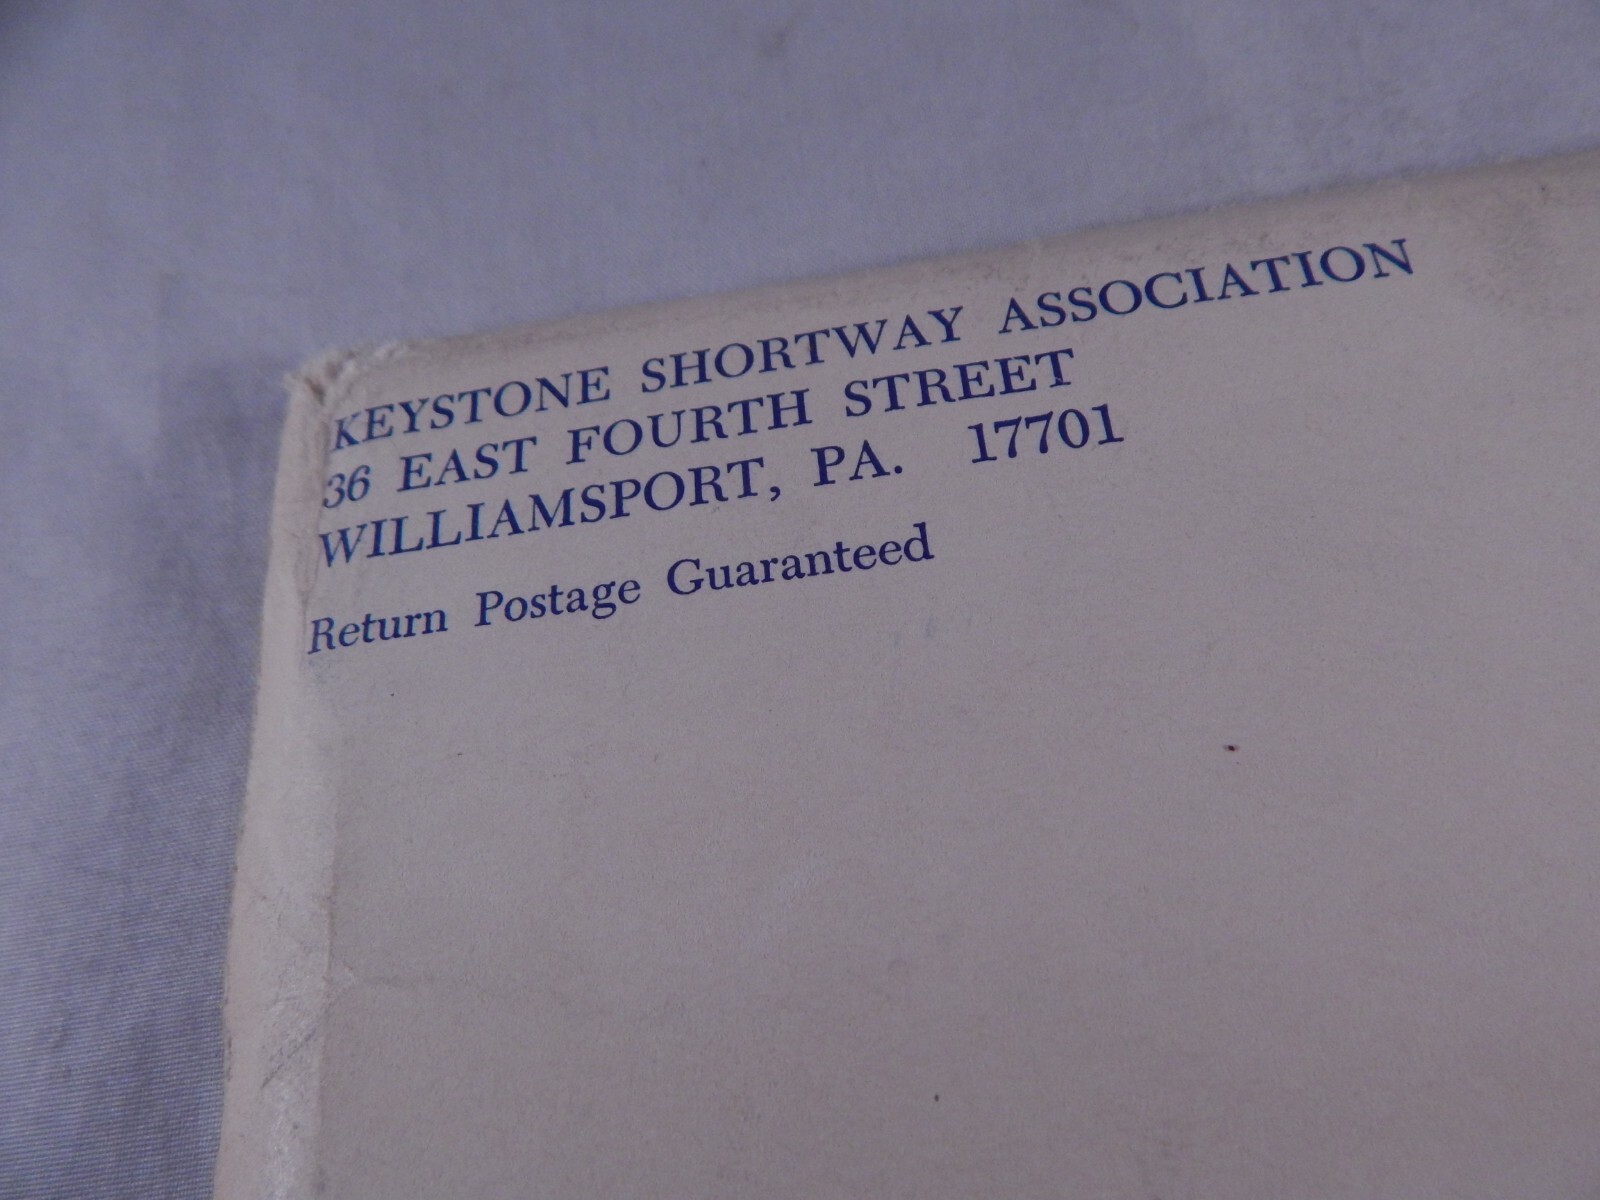 KEYSTONE SHORTWAY ASSOCIATION
36 EAST FOURTH STREET
WILLIAMSPORT, PA. 17701
Return Postage Guaranteed